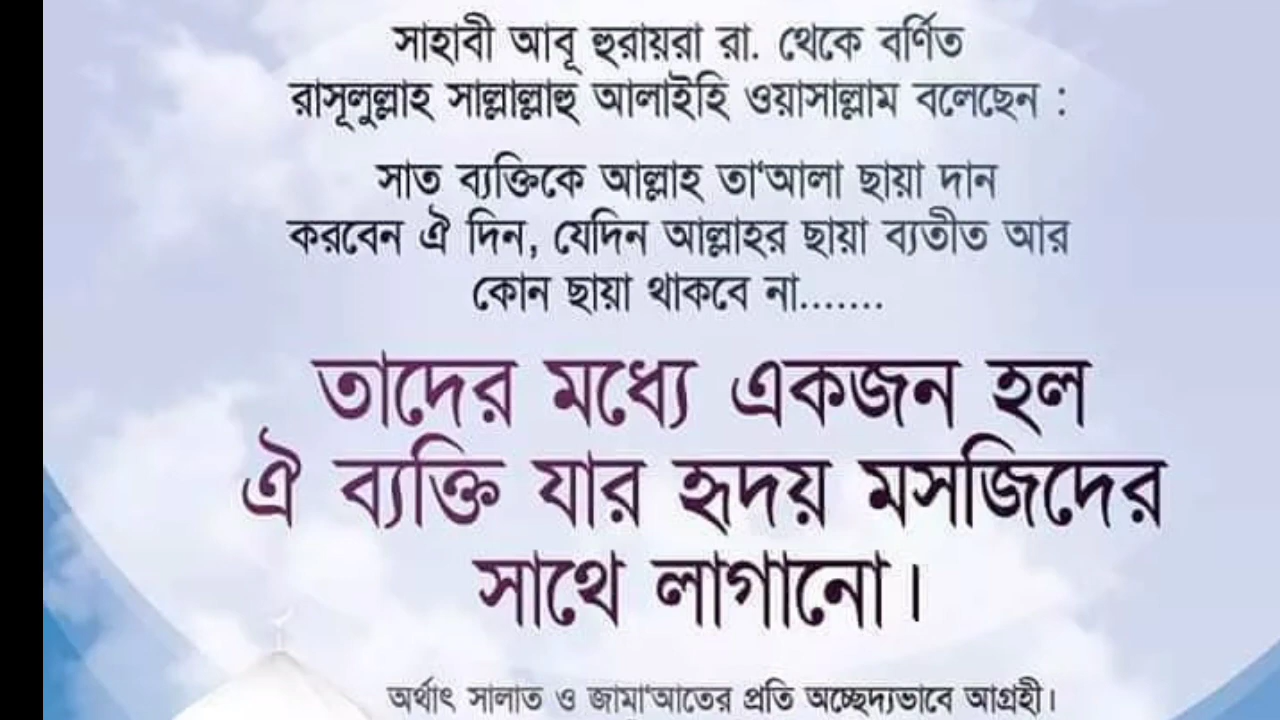 সাহাবী আবূ হুরায়রা রা. থেকে বর্ণিত
রাসূলুল্লাহ সাল্লাল্লাহু আলাইহি ওয়াসাল্লাম বলেছেন :
সাত ব্যক্তিকে আল্লাহ তা‘আলা ছায়া দান
করবেন ঐ দিন, যেদিন আল্লাহর ছায়া ব্যতীত আর
কোন ছায়া থাকবে না.......
তাদের মধ্যে একজন হল
ঐ ব্যক্তি যার হৃদয় মসজিদের
সাথে লাগানো।
অর্থাৎ সালাত ও জামা‘আতের প্রতি অচ্ছেদ্যভাবে আগ্রহী।